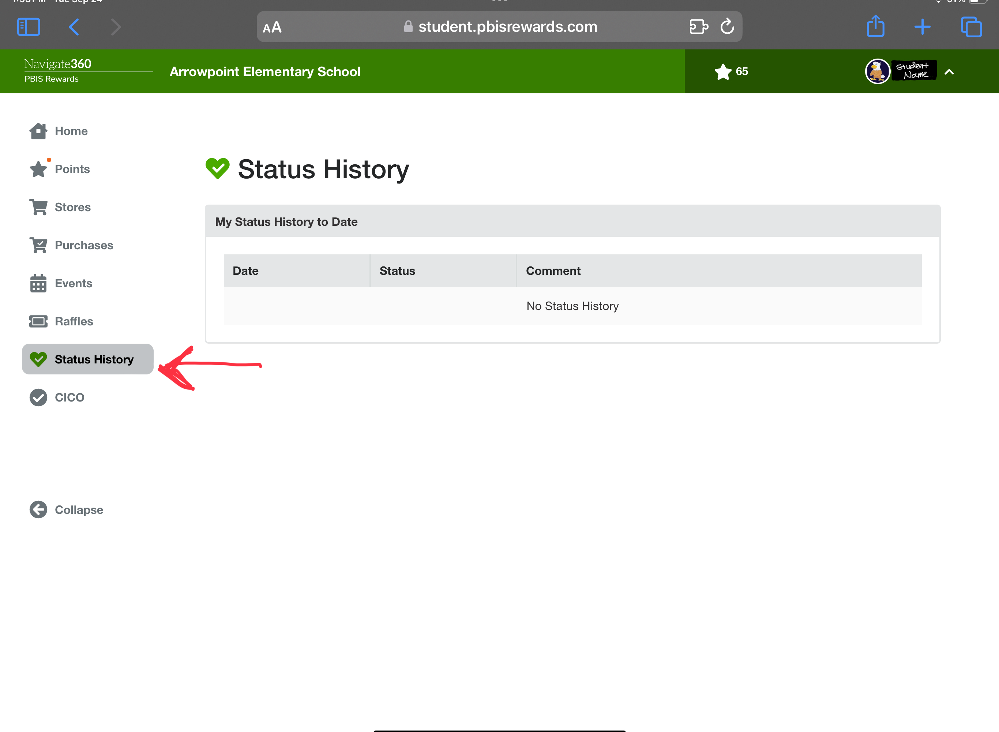 AA student.pbisrewards.com
Navigate360
PBIS Rewards
Arrowpoint Elementary School
65
Student
Name
Home
Points
Stores
Purchases
Events
Raffles
Status History
CICO
Collapse
Status History
My Status History to Date
Date Status Comment
No Status History